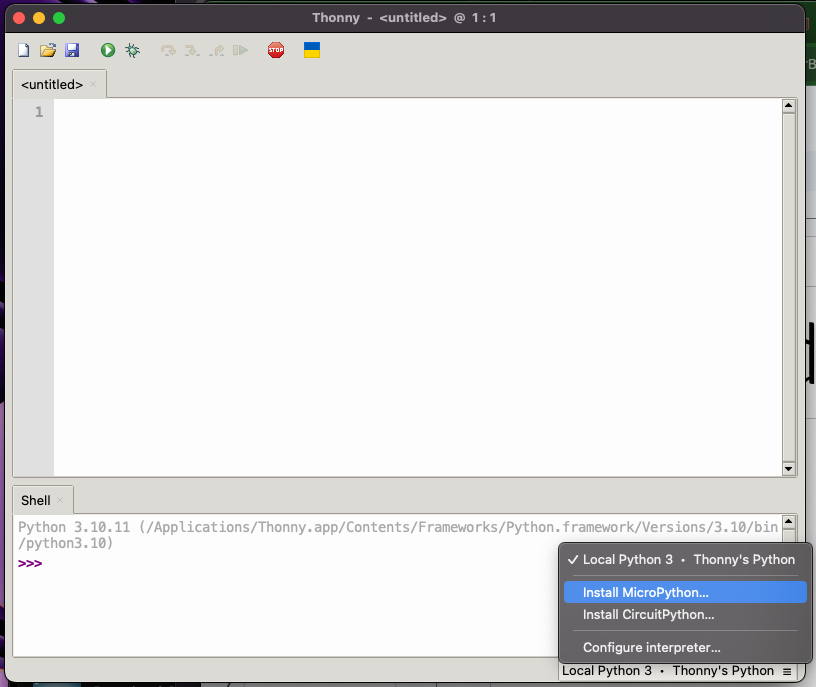 Thonny - <untitled> @ 1:1
STOP
<untitled>
1
Shell
Python 3.10.11 (/Applications/Thonny.app/Contents/Frameworks/Python.framework/Versions/3.10/bin
/python3.10)
>>>
✓ Local Python 3 • Thonny's Python
Install MicroPython...
Install CircuitPython...
Configure interpreter...
Local Python 3 • Thonny's Python ≡